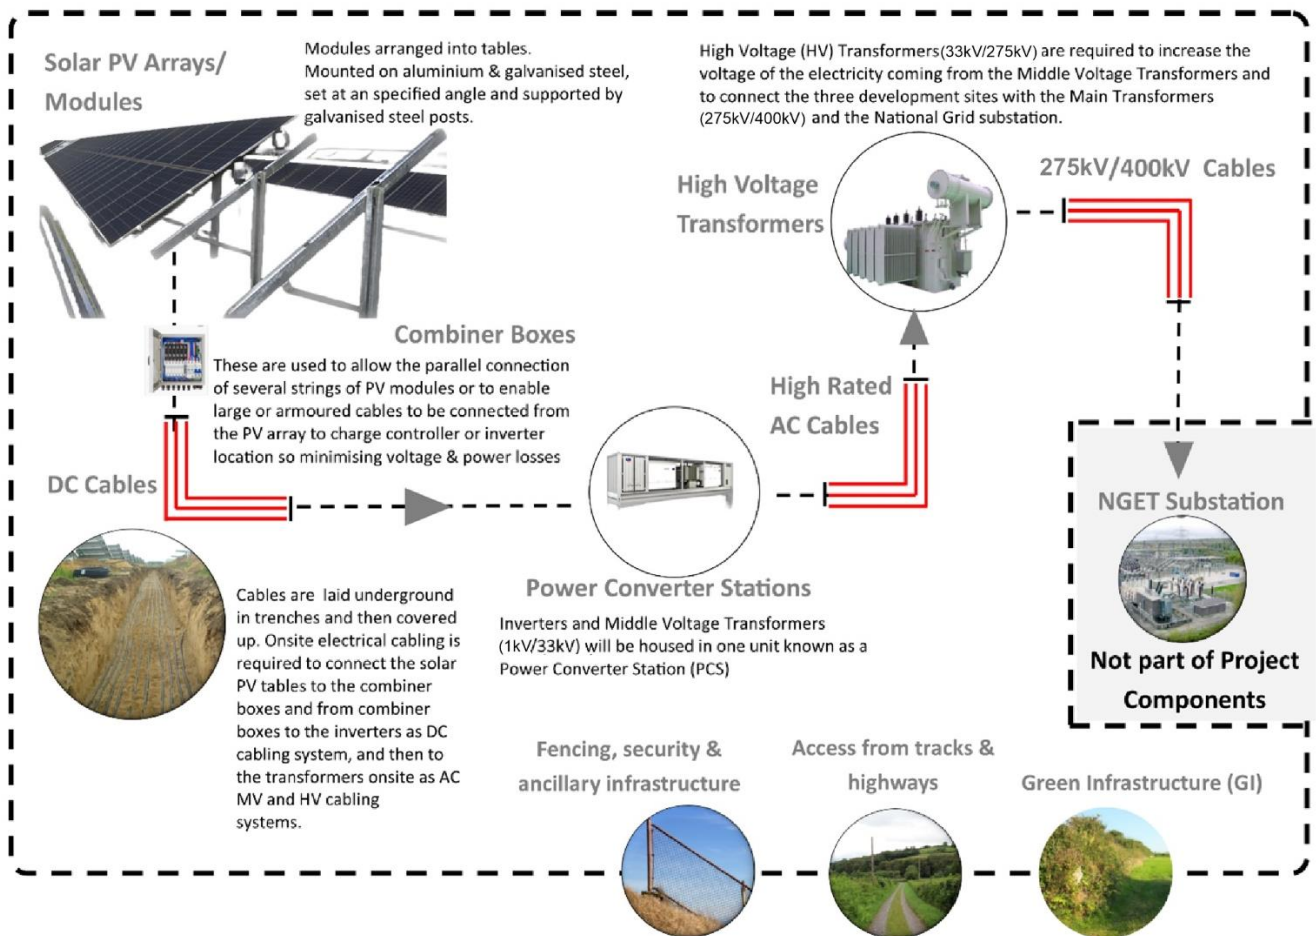 Solar PV Arrays/
Modules
Modules arranged into tables.
Mounted on aluminium & galvanised steel,
set at an specified angle and supported by
galvanised steel posts.
High Voltage (HV) Transformers(33kV/275kV) are required to increase the
voltage of the electricity coming from the Middle Voltage Transformers and
to connect the three development sites with the Main Transformers
(275kV/400kV) and the National Grid substation.
High Voltage
Transformers
275kV/400kV Cables
Combiner Boxes
These are used to allow the parallel connection
of several strings of PV modules or to enable
large or armoured cables to be connected from
the PV array to charge controller or inverter
location so minimising voltage & power losses
High Rated
AC Cables
DC Cables
NGET Substation
Not part of Project
Components
Cables are laid underground
in trenches and then covered
up. Onsite electrical cabling is
required to connect the solar
PV tables to the combiner
boxes and from combiner
boxes to the inverters as DC
cabling system, and then to
the transformers onsite as AC
MV and HV cabling
systems.
Power Converter Stations
Inverters and Middle Voltage Transformers
(1kV/33kV) will be housed in one unit known as a
Power Converter Station (PCS)
Fencing, security &
ancillary infrastructure
Access from tracks &
highways
Green Infrastructure (GI)